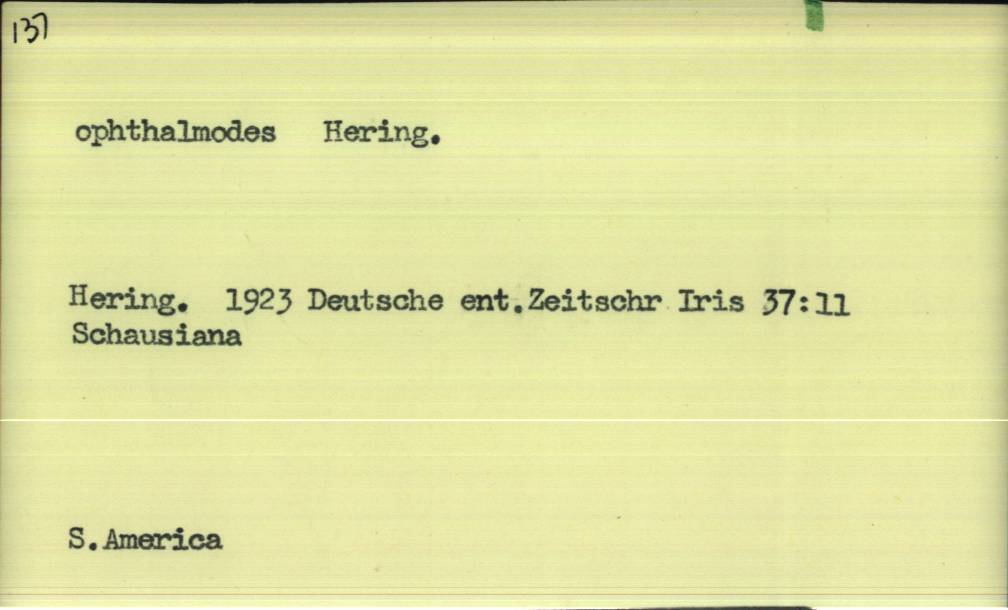 137
ophthalmodes Hering.
Hering. 1923 Deutsche ent.Zeitschr Iris 37:11
Schausiana
S.America